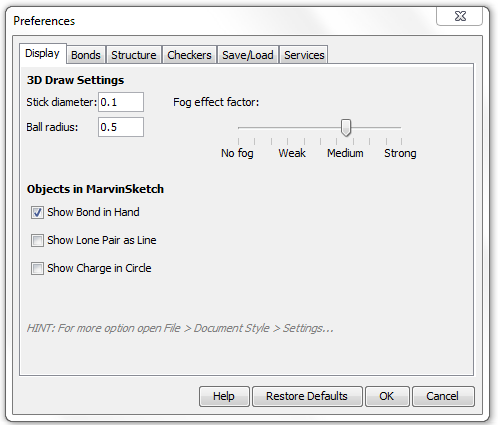 Preferences
Display Bonds Structure Checkers Save/Load Services
3D Draw Settings
Stick diameter: 0.1 Fog effect factor:
Ball radius: 0.5
No fog Weak Medium Strong
Objects in MarvinSketch
Show Bond in Hand
Show Lone Pair as Line
Show Charge in Circle
HINT: For more option open File > Document Style > Settings...
Help Restore Defaults OK Cancel